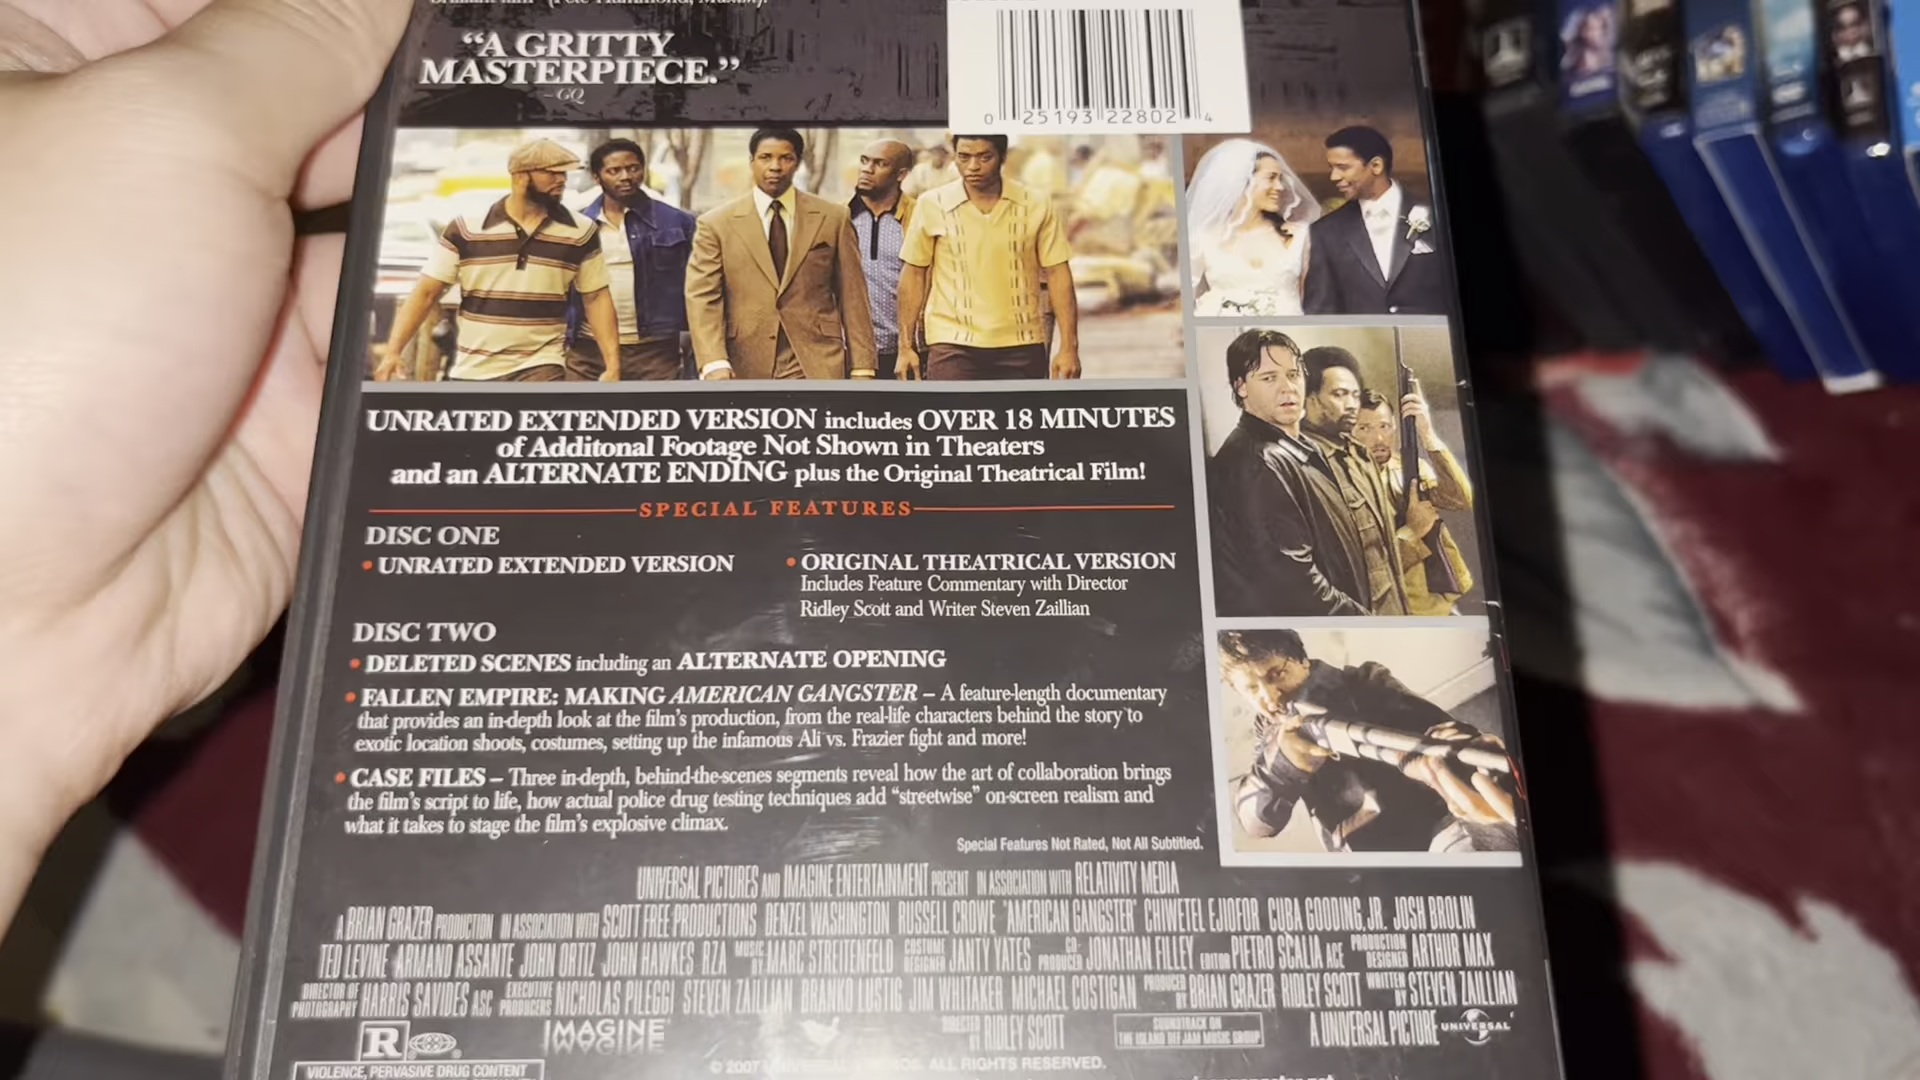 "A GRITTY
MASTERPIECE."
– GQ
0 25193 22802 4
UNRATED EXTENDED VERSION includes OVER 18 MINUTES
of Additonal Footage Not Shown in Theaters
and an ALTERNATE ENDING plus the Original Theatrical Film!
SPECIAL FEATURES
DISC ONE
• UNRATED EXTENDED VERSION
• ORIGINAL THEATRICAL VERSION
Includes Feature Commentary with Director
Ridley Scott and Writer Steven Zaillian
DISC TWO
• DELETED SCENES including an ALTERNATE OPENING
• FALLEN EMPIRE: MAKING AMERICAN GANGSTER – A feature-length documentary
that provides an in-depth look at the film's production, from the real-life characters behind the story to
exotic location shoots, costumes, setting up the infamous Ali vs. Frazier fight and more!
• CASE FILES – Three in-depth, behind-the-scenes segments reveal how the art of collaboration brings
the film's script to life, how actual police drug testing techniques add "streetwise" on-screen realism and
what it takes to stage the film's explosive climax.
Special Features Not Rated, Not All Subtitled.
UNIVERSAL PICTURES AND IMAGINE ENTERTAINMENT PRESENT IN ASSOCIATION WITH RELATIVITY MEDIA
A BRIAN GRAZER PRODUCTION IN ASSOCIATION WITH SCOTT FREE PRODUCTIONS DENZEL WASHINGTON RUSSELL CROWE "AMERICAN GANGSTER" CHIWETEL EJIOFOR CUBA GOODING, JR. JOSH BROLIN
TED LEVINE ARMAND ASSANTE JOHN ORTIZ JOHN HAWKES RZA MUSIC BY MARC STREITENFELD COSTUME DESIGNER JANTY YATES CO-PRODUCER JONATHAN FILLEY EDITOR PIETRO SCALIA ACE PRODUCTION DESIGNER ARTHUR MAX
DIRECTOR OF PHOTOGRAPHY HARRIS SAVIDES ASC EXECUTIVE PRODUCERS NICHOLAS PILEGGI STEVEN ZAILLIAN BRANKO LUSTIG JIM WHITAKER MICHAEL COSTIGAN PRODUCED BY BRIAN GRAZER RIDLEY SCOTT WRITTEN BY STEVEN ZAILLIAN
R
IMAGINE
DIRECTED BY RIDLEY SCOTT
SOUNDTRACK ON
THE ISLAND DEF JAM MUSIC GROUP
A UNIVERSAL PICTURE
UNIVERSAL
VIOLENCE, PERVASIVE DRUG CONTENT
© 2007 ALL RIGHTS RESERVED.